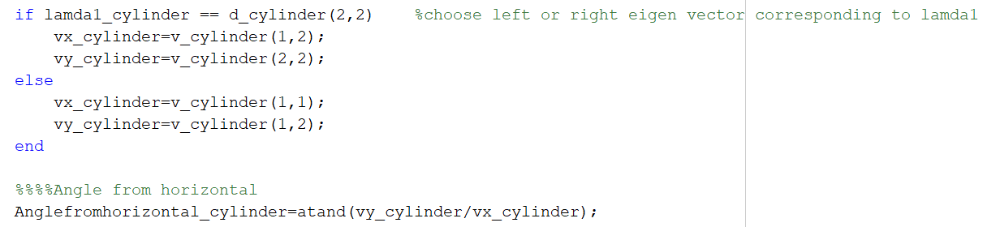 if lamda1_cylinder == d_cylinder(2,2)    %choose left or right eigen vector corresponding to lamda1
    vx_cylinder=v_cylinder(1,2);
    vy_cylinder=v_cylinder(2,2);
else
    vx_cylinder=v_cylinder(1,1);
    vy_cylinder=v_cylinder(1,2);
end
%%%%Angle from horizontal
Anglefromhorizontal_cylinder=atand(vy_cylinder/vx_cylinder);